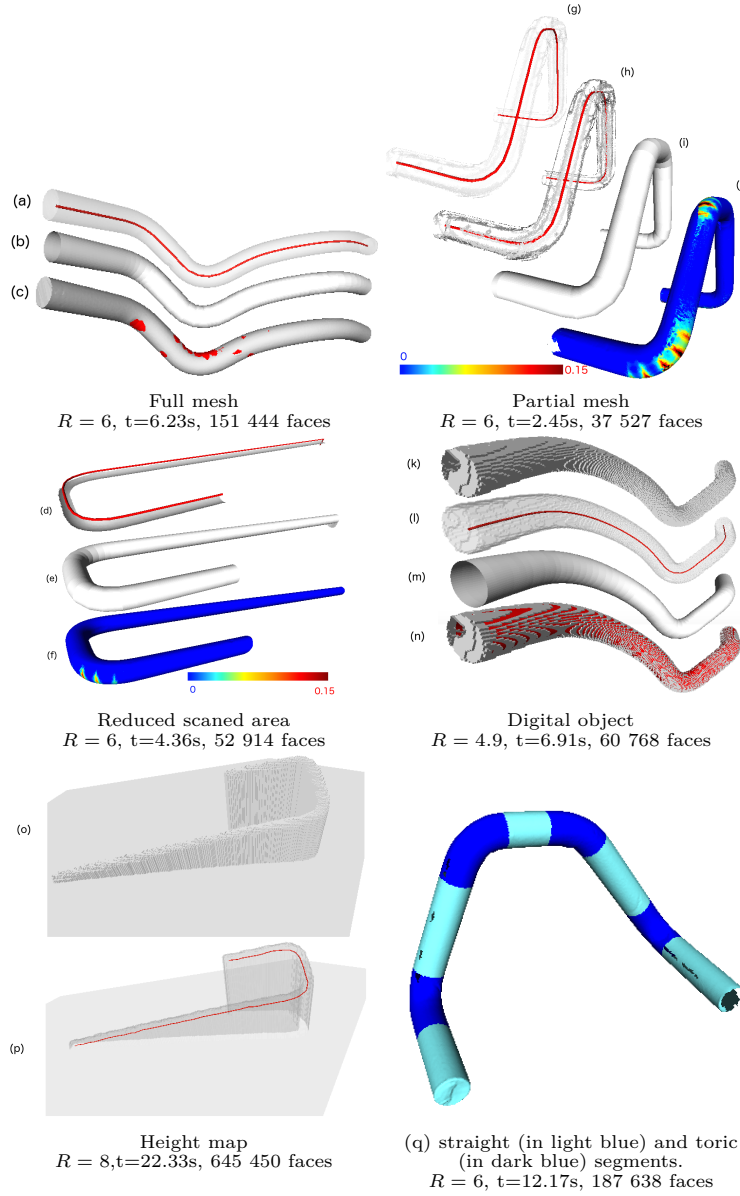 (g)
(h)
(i)
(
(a)
(b)
(c)
0
0.15
Full mesh
R = 6, t=6.23s, 151 444 faces
Partial mesh
R = 6, t=2.45s, 37 527 faces
(d)
(e)
(f)
0
0.15
(k)
(l)
(m)
(n)
Reduced scaned area
R = 6, t=4.36s, 52 914 faces
Digital object
R = 4.9, t=6.91s, 60 768 faces
(o)
(p)
Height map
R = 8,t=22.33s, 645 450 faces
(q) straight (in light blue) and toric
(in dark blue) segments.
R = 6, t=12.17s, 187 638 faces